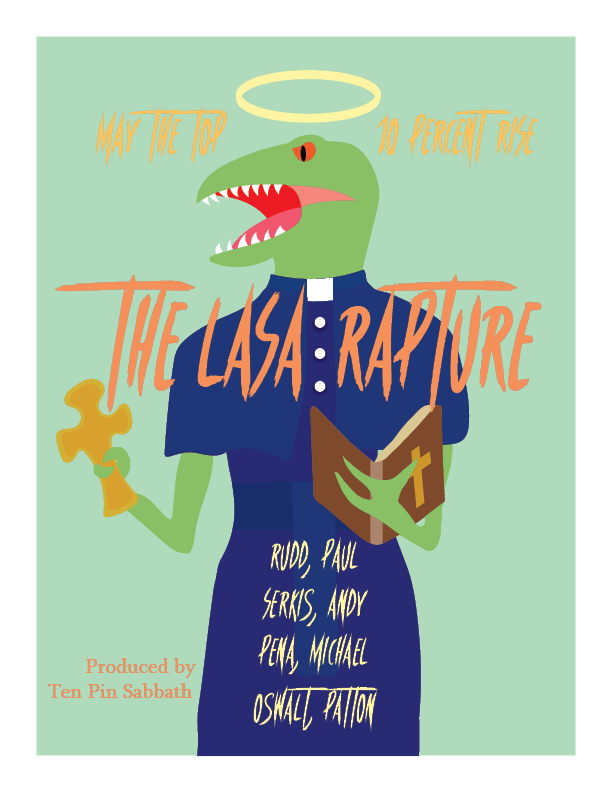 MAY THE TOP 10 PERCENT RISE
THE LASA RAPTURE
RUDD, PAUL
SERKIS, ANDY
PENA, MICHAEL
OSWALT, PATTON
Produced by
Ten Pin Sabbath